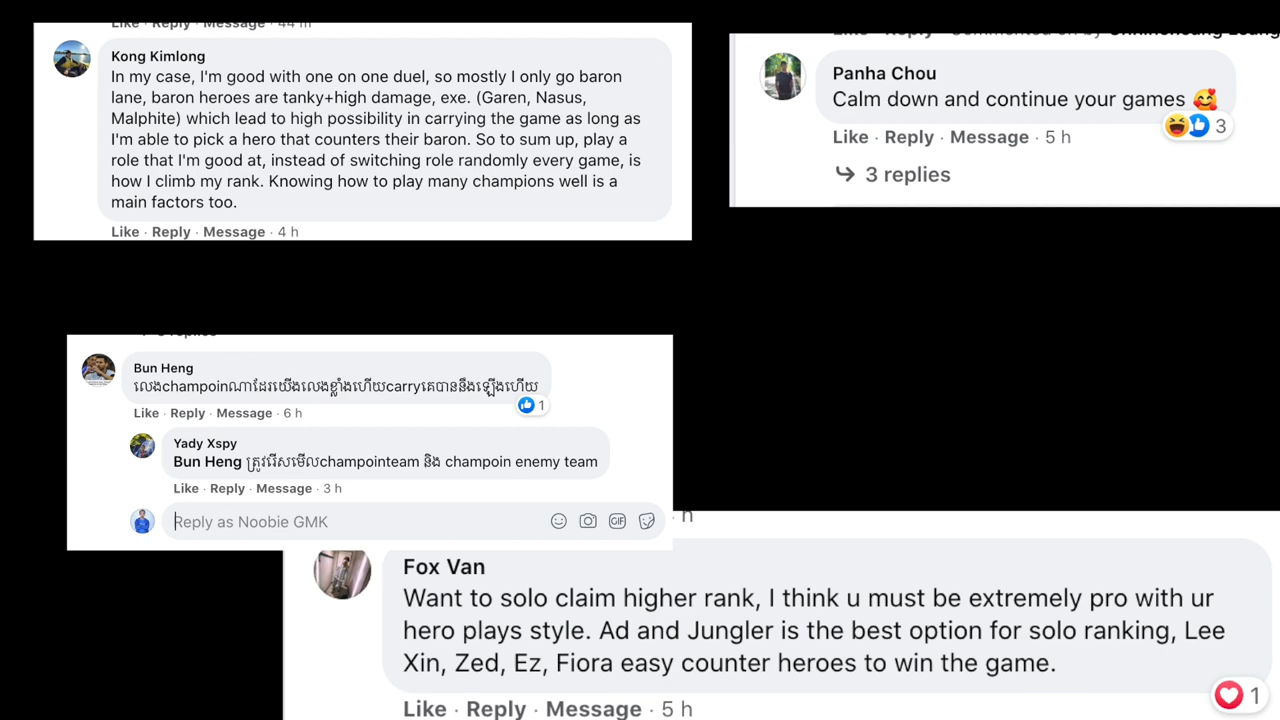 Like · Reply · Message · 44 m
Kong Kimlong
In my case, I'm good with one on one duel, so mostly I only go baron
lane, baron heroes are tanky+high damage, exe. (Garen, Nasus,
Malphite) which lead to high possibility in carrying the game as long as
I'm able to pick a hero that counters their baron. So to sum up, play a
role that I'm good at, instead of switching role randomly every game, is
how I climb my rank. Knowing how to play many champions well is a
main factors too.
Like · Reply · Message · 4 h
Panha Chou
Calm down and continue your games 🥰
3
Like · Reply · Message · 5 h
3 replies
Bun Heng
លេងchampoinណាដែរយើងលេងខ្លាំងហើយcarryគេបាននឹងឡើងហើយ
1
Like · Reply · Message · 6 h
Yady Xspy
Bun Heng ត្រូវរើសមើលchampointeam និង champoin enemy team
Like · Reply · Message · 3 h
Reply as Noobie GMK
GIF
h
Fox Van
Want to solo claim higher rank, I think u must be extremely pro with ur
hero plays style. Ad and Jungler is the best option for solo ranking, Lee
Xin, Zed, Ez, Fiora easy counter heroes to win the game.
1
Like · Reply · Message · 5 h